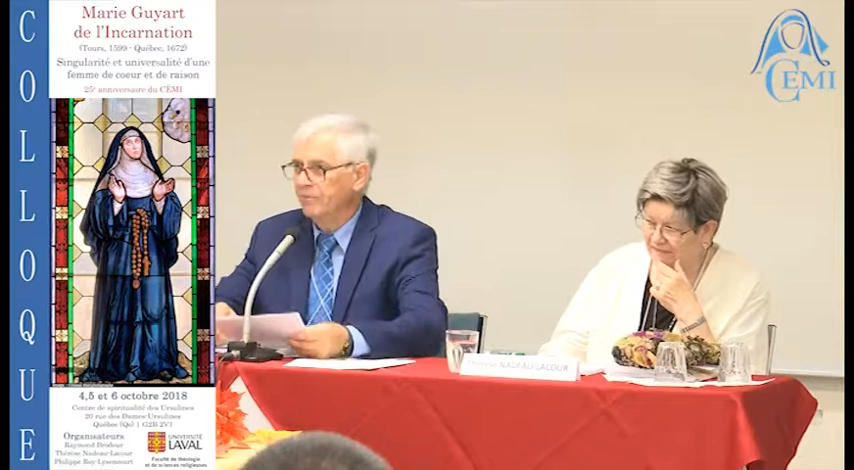 COLLOQUE
Marie Guyart
de l'Incarnation
(Tours, 1599 - Québec, 1672)
Singularité et universalité d'une
femme de coeur et de raison
25e anniversaire du CÉMI
4,5 et 6 octobre 2018
Centre de spiritualité des Ursulines
20 rue des Dames-Ursulines
Québec (Qc) | G2B 2V1
Organisateurs
Raymond Brodeur
Thérèse Nadeau-Lacour
Philippe Roy-Lysencourt
UNIVERSITÉ
LAVAL
Faculté de théologie
et de sciences religieuses
CÉMI
Thérèse NADEAU-LACOUR